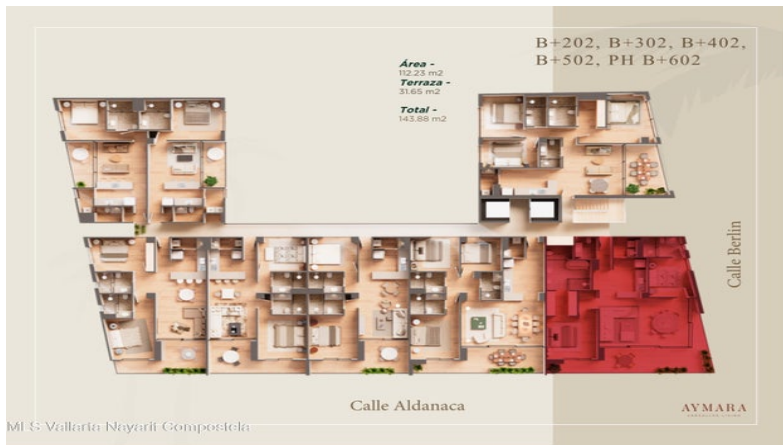 B+202, B+302, B+402,
B+502, PH B+602
Área -
112.23 m2
Terraza -
31.65 m2
Total -
143.88 m2
Calle Berlin
Calle Aldanaca
AYMARA
MLS Vallarta Nayarit Compostela